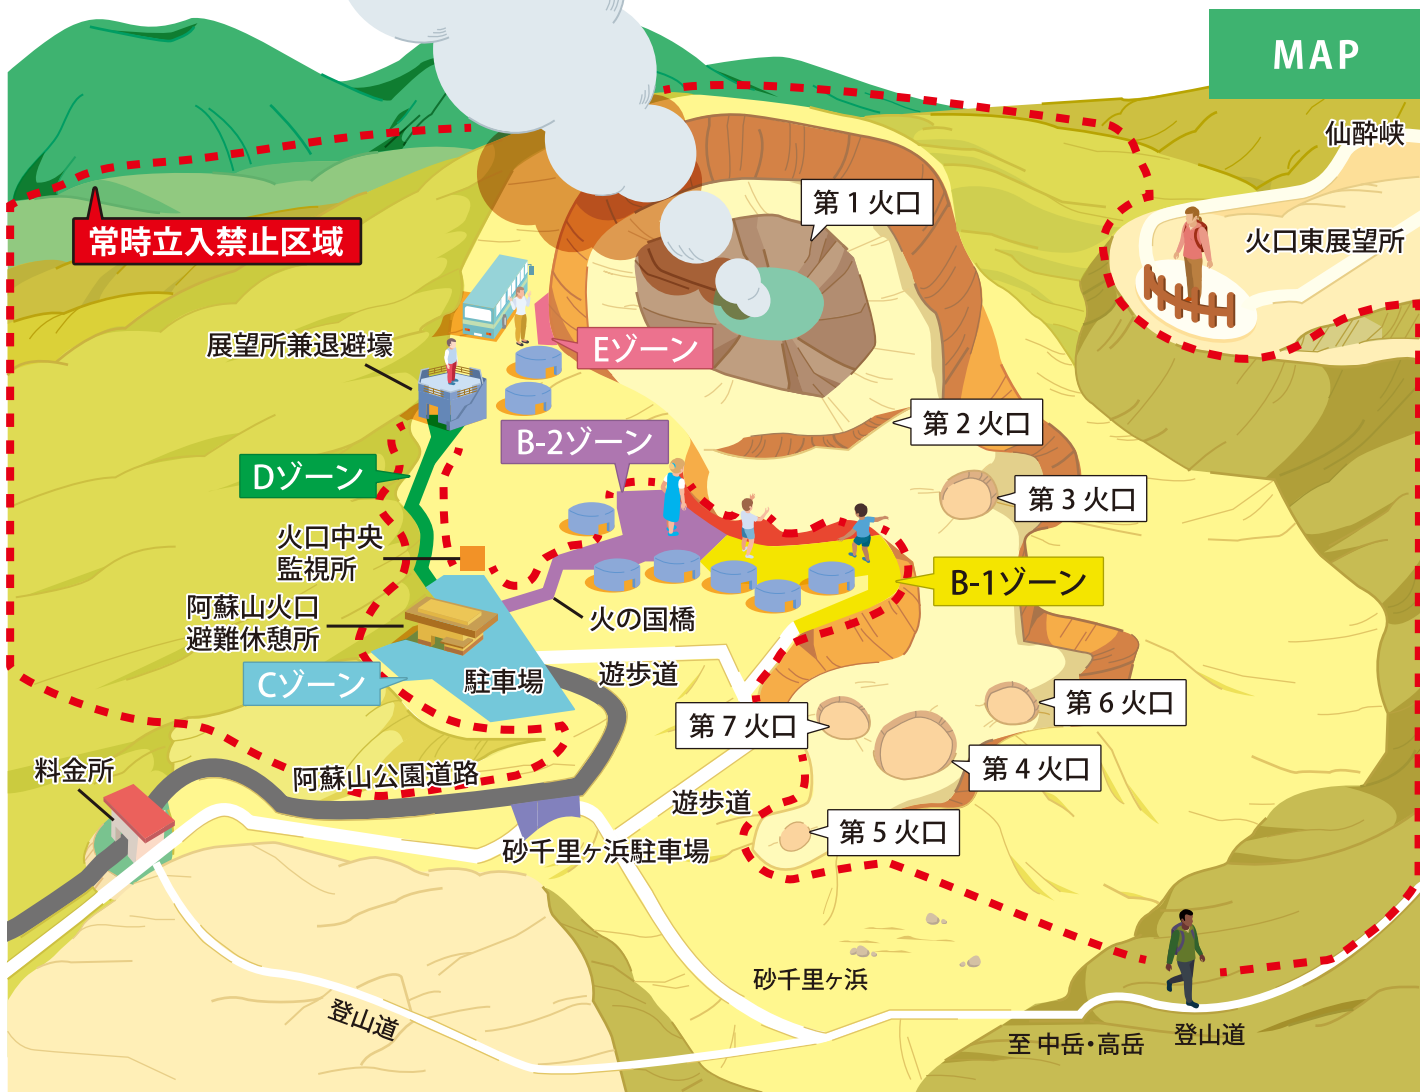 MAP
仙酔峡
第1火口
常時立入禁止区域
火口東展望所
展望所兼退避壕
Eゾーン
第2火口
B-2ゾーン
Dゾーン
第3火口
火口中央
監視所
B-1ゾーン
阿蘇山火口
避難休憩所
火の国橋
遊歩道
Cゾーン
駐車場
第6火口
第7火口
第4火口
料金所
阿蘇山公園道路
遊歩道
第5火口
砂千里ヶ浜駐車場
砂千里ヶ浜
登山道
至 中岳・高岳
登山道